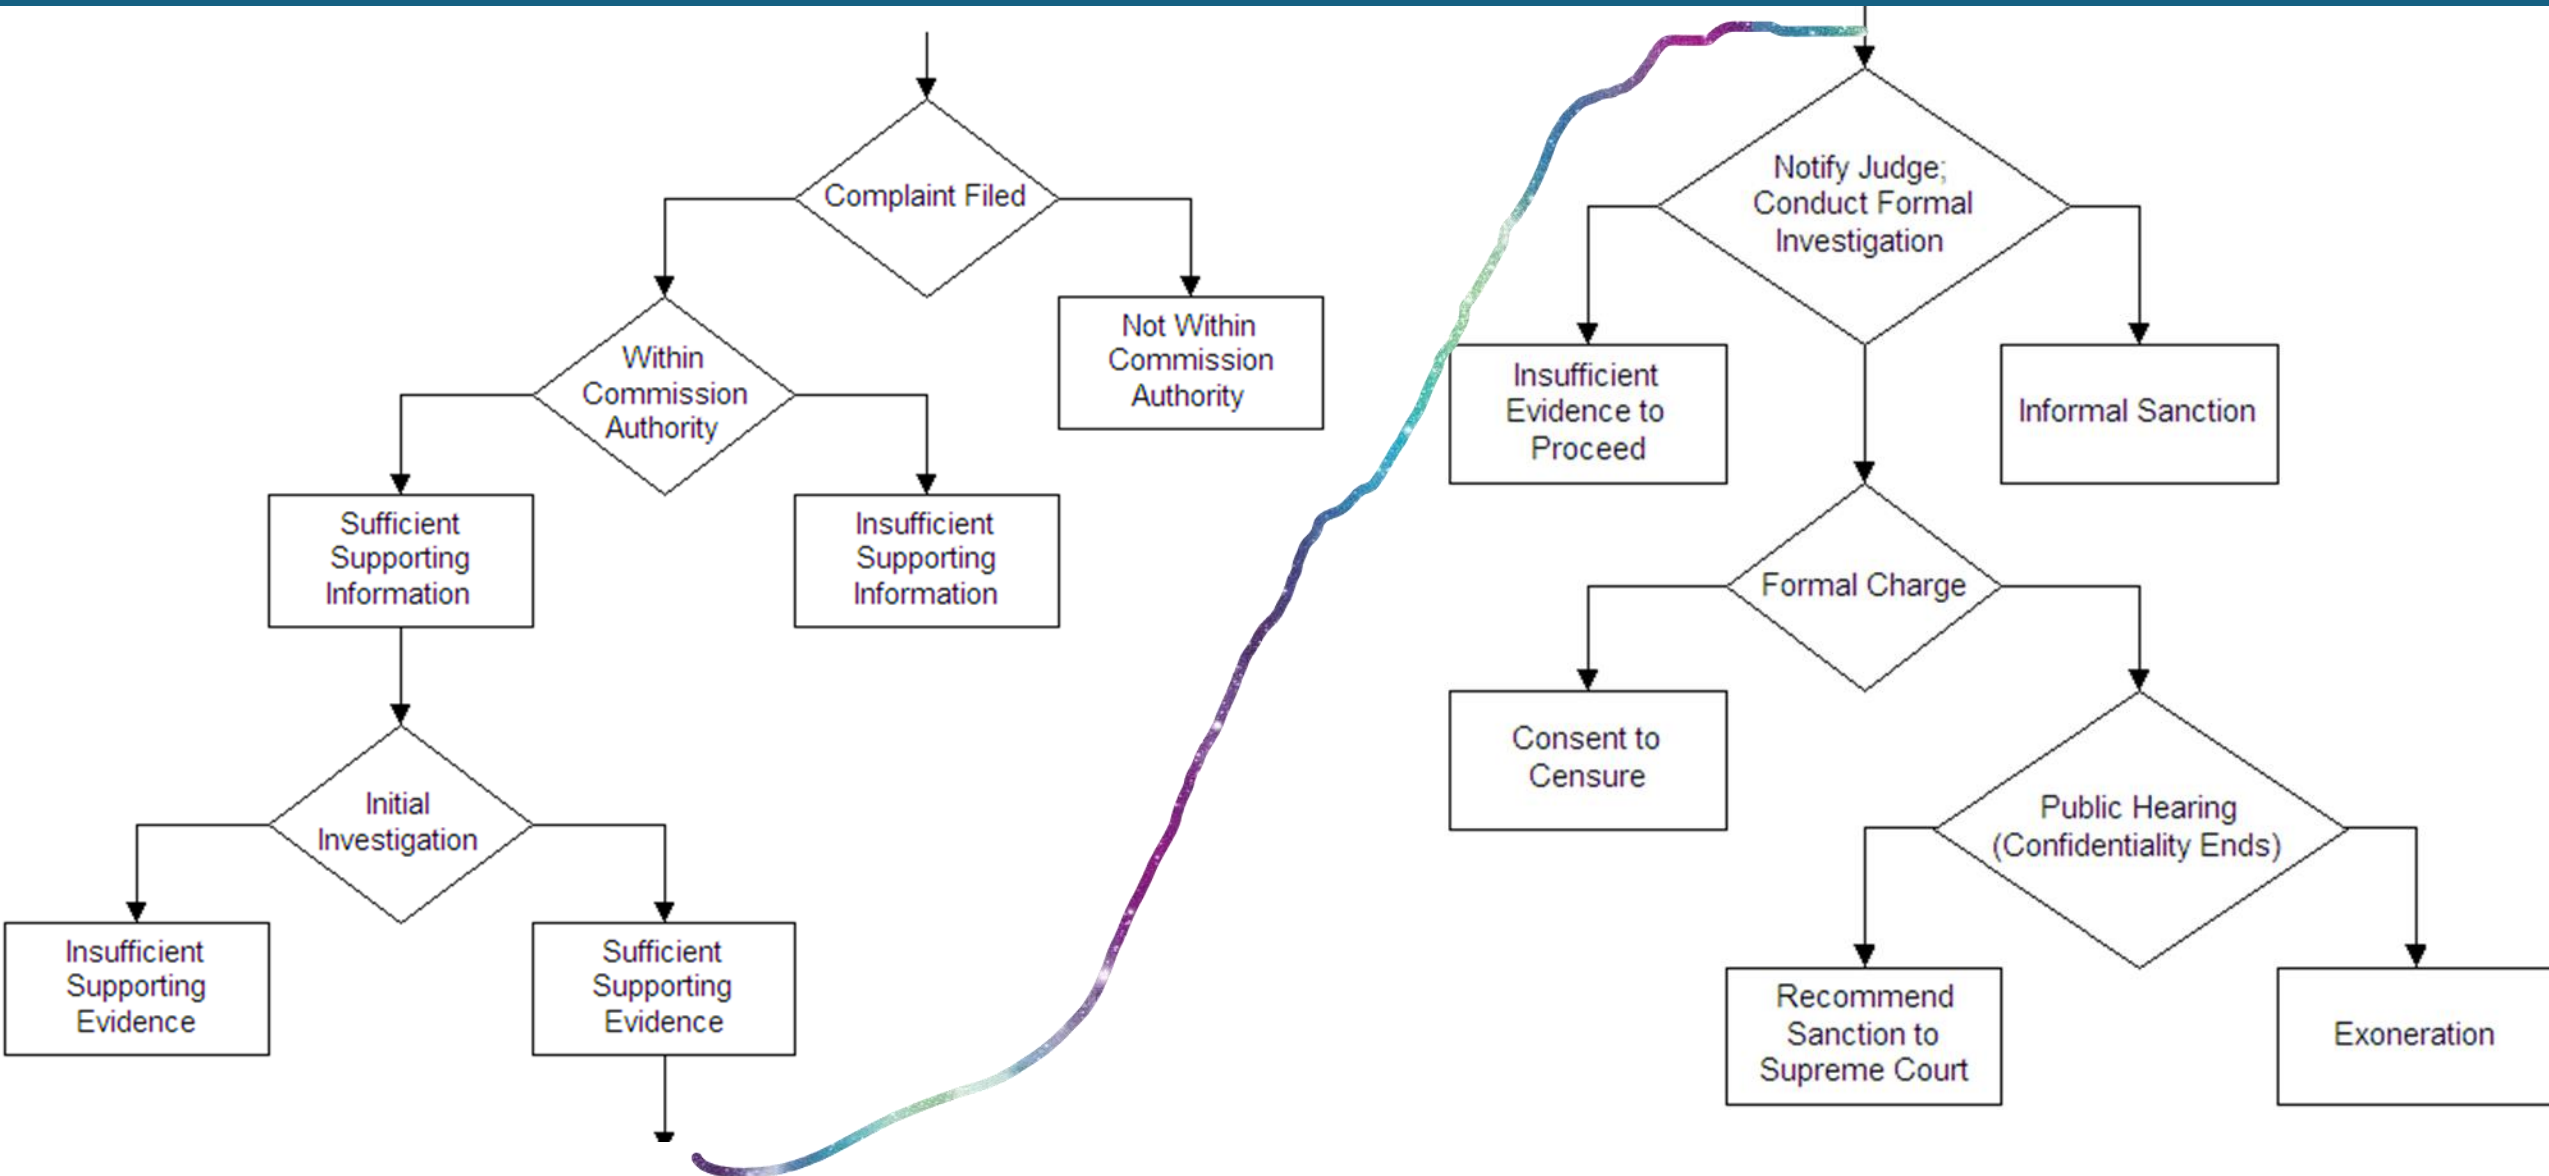 Complaint Filed
Not Within
Commission
Authority
Within
Commission
Authority
Sufficient
Supporting
Information
Insufficient
Supporting
Information
Initial
Investigation
Insufficient
Supporting
Evidence
Sufficient
Supporting
Evidence
Notify Judge;
Conduct Formal
Investigation
Insufficient
Evidence to
Proceed
Informal Sanction
Formal Charge
Consent to
Censure
Public Hearing
(Confidentiality Ends)
Recommend
Sanction to
Supreme Court
Exoneration